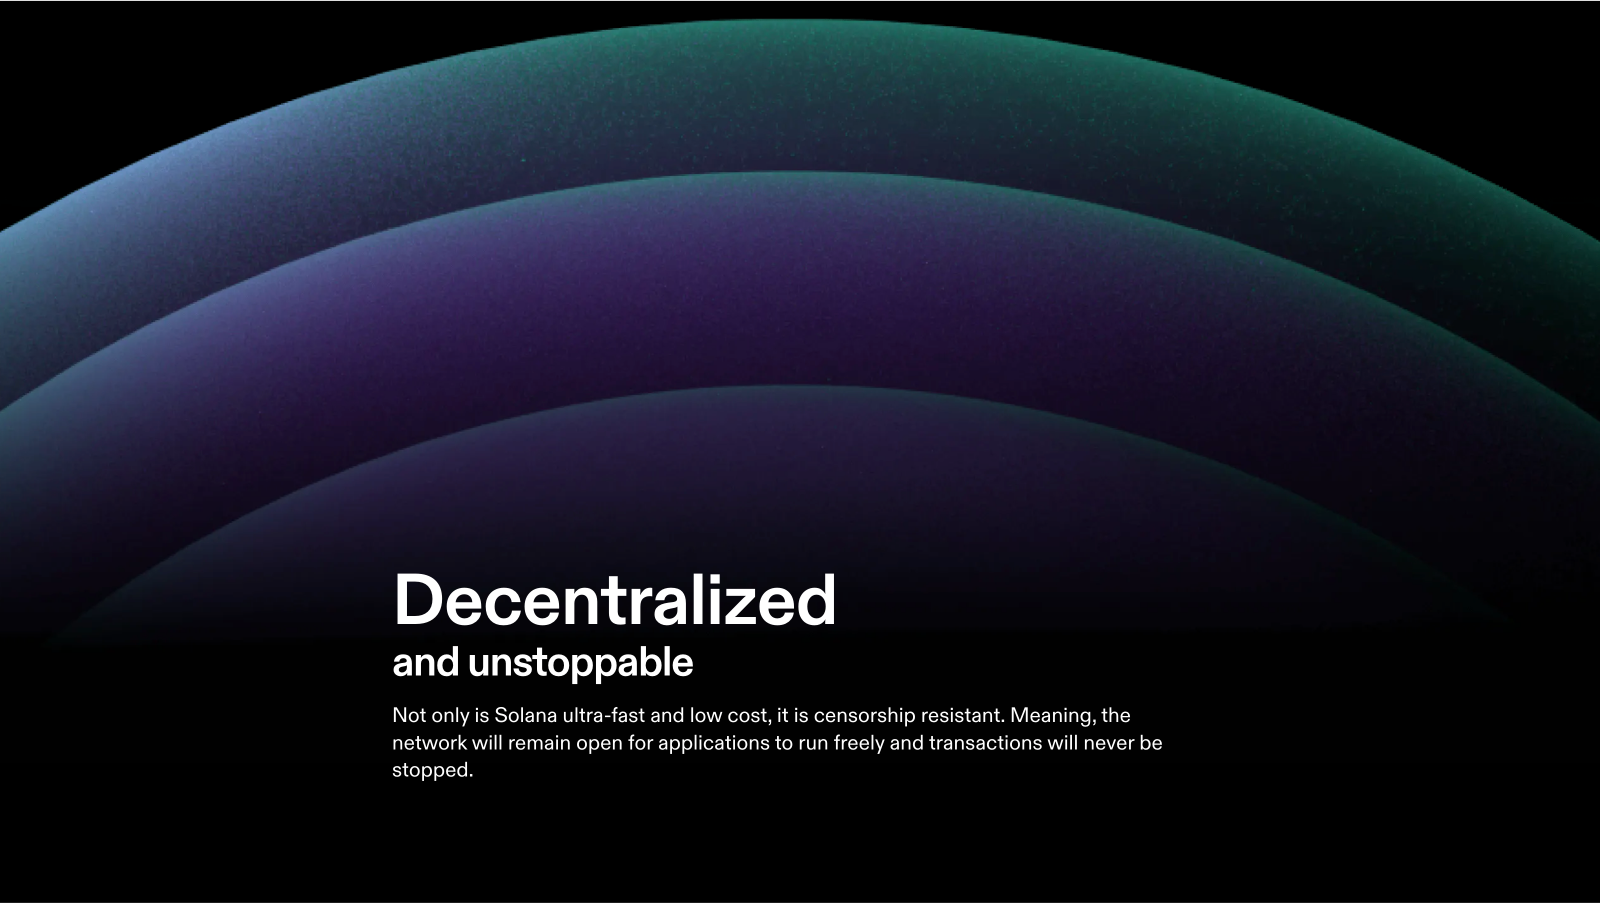 Decentralized
and unstoppable
Not only is Solana ultra-fast and low cost, it is censorship resistant. Meaning, the
network will remain open for applications to run freely and transactions will never be
stopped.